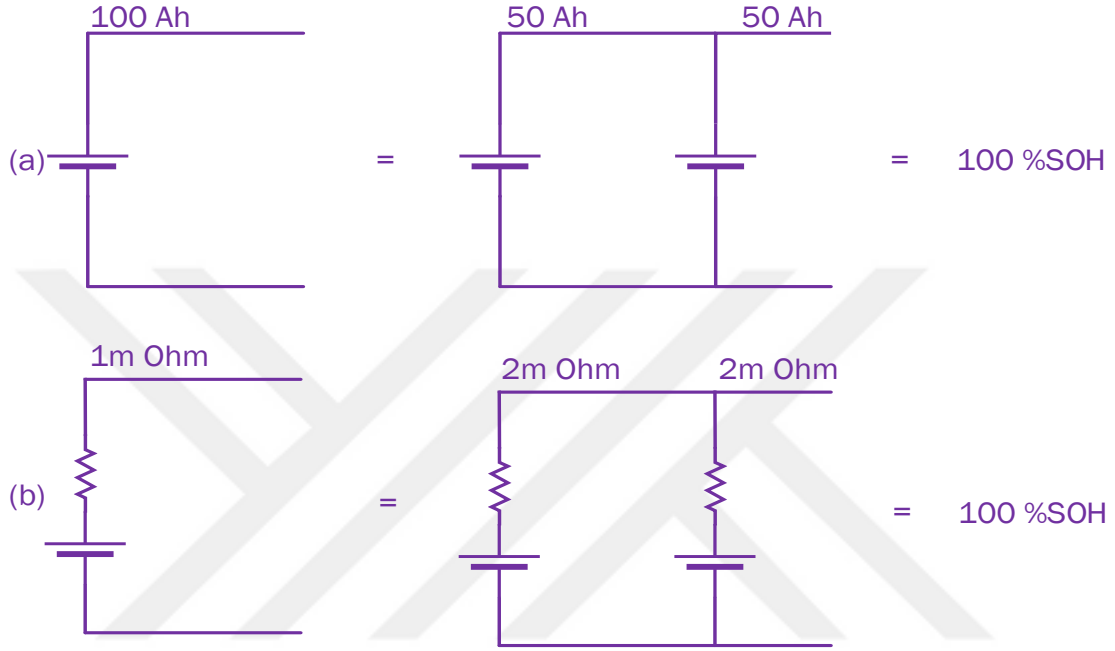 100 Ah 50 Ah 50 Ah
(a) = = 100 %SOH
1m Ohm 2m Ohm 2m Ohm
(b) = = 100 %SOH